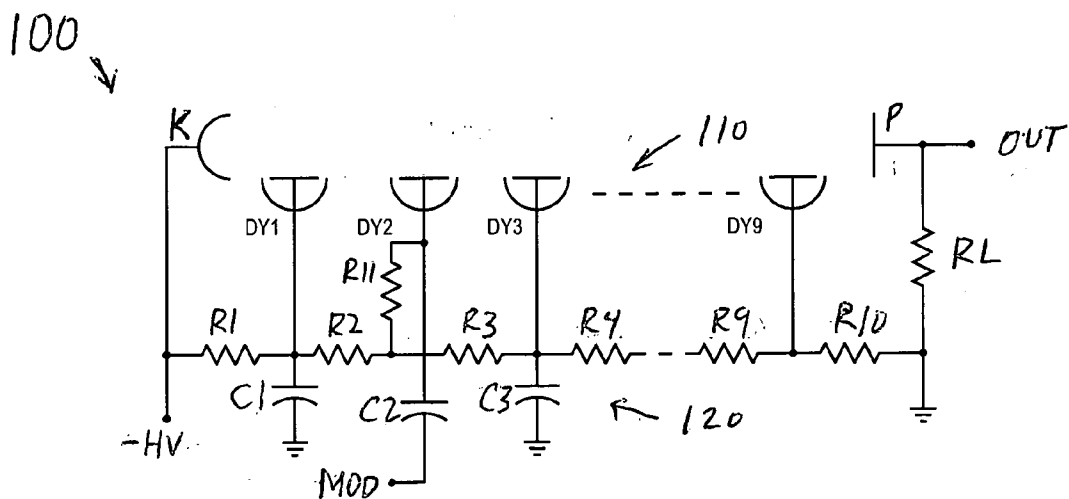 100
K
P
110
OUT
DY1
DY2
DY3
DY9
R11
RL
R1
R2
R3
R4
R9
R10
C1
C2
C3
120
-HV
MOD